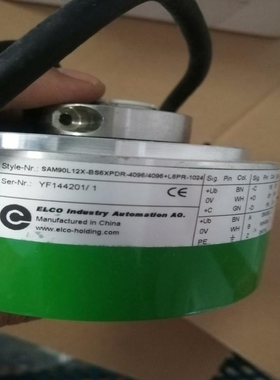 Style-Nr.: SAM90L12X-BS6XPDR-4096/4096+L6PR-1024
Ser-Nr.: YF144201/ 1
CE
e
ELCO Industry Automation AG.
Manufactured in China
www.elco-holding.com
Sig. Pin Col. Sig. Pin
+Ub BN -C
0V WH
+C GN -D
+Ub BN A
0V WH
PE